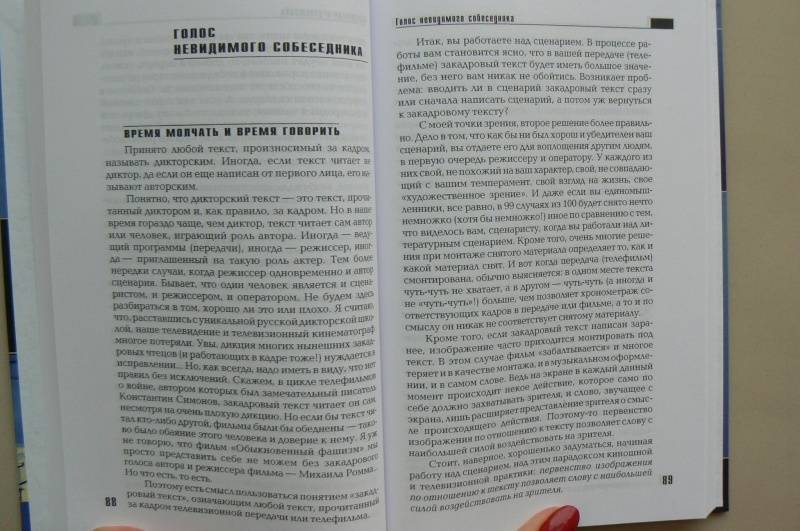 ГОЛОС
НЕВИДИМОГО СОБЕСЕДНИКА
ВРЕМЯ МОЛЧАТЬ И ВРЕМЯ ГОВОРИТЬ
Принято любой текст, произносимый за кадром,
называть дикторским. Иногда, если текст читает не
диктор, да если он еще написан от первого лица, его на-
зывают авторским.
Понятно, что дикторский текст — это текст, прочи-
танный диктором и, как правило, за кадром. Но в наше
время гораздо чаще, чем диктор, текст читает сам автор
или человек, играющий роль автора. Иногда — веду-
щий программы (передачи), иногда — режиссер, иног-
да — приглашенный на такую роль актер. Тем более
нередки случаи, когда режиссер одновременно и автор
сценария. Бывает, что один человек является и сцена-
ристом, и режиссером, и оператором. Не будем здесь
разбираться в том, хорошо ли это или плохо. Я считаю,
что, расставшись с уникальной русской дикторской шко-
лой, наше телевидение и телевизионный кинематограф
многое потеряли. Увы, дикция многих нынешних закад-
ровых чтецов (и работающих в кадре тоже!) нуждается в
исправлении... Но, как всегда, надо иметь в виду, что нет
правил без исключений. Скажем, в цикле телефильмов
о войне, автором которых был замечательный писатель
Константин Симонов, закадровый текст читает он сам,
несмотря на очень плохую дикцию. Но если бы текст чи-
тал кто-либо другой, фильмы были бы обеднены — тако-
во было обаяние этого человека и доверие к нему. Я уж
не говорю, что фильм «Обыкновенный фашизм» мы
просто представить себе не можем без закадрового
голоса автора и режиссера фильма — Михаила Ромма.
Но что есть, то есть.
Поэтому есть смысл пользоваться понятием «закад-
ровый текст», означающим любой текст, прочитанный
за кадром телевизионной передачи или телефильма.
88
Голос невидимого собеседника
Итак, вы работаете над сценарием. В процессе ра-
боты вам становится ясно, что в вашей передаче (теле-
фильме) закадровый текст будет иметь большое значе-
ние, без него вам никак не обойтись. Возникает про-
блема: вводить ли в сценарий закадровый текст сразу
или сначала написать сценарий, а потом уж вернуться
к закадровому тексту?
С моей точки зрения, второе решение более правиль-
но. Дело в том, что как бы ни был хорош и убедителен ваш
сценарий, вы отдаете его для воплощения другим людям,
в первую очередь режиссеру и оператору. У каждого из
них свой, не похожий на ваш характер, свой, не совпадаю-
щий с вашим темперамент, свой взгляд на жизнь, свое
«художественное зрение». И даже если вы единомыш-
ленники, все равно, в 99 случаях из 100 будет снято нечто
немножко (хотя бы немножко!) иное по сравнению с тем,
что виделось вам, сценаристу, когда вы работали над ли-
тературным сценарием. Кроме того, очень многие реше-
ния при монтаже снятого материала определяет то, как и
какой материал снят. И вот когда передача (телефильм)
смонтирована, обычно выясняется: в одном месте текста
чуть-чуть не хватает, а в другом — чуть-чуть (а иногда и
не «чуть-чуть»!) больше, чем позволяет хронометраж со-
ответствующих кадров в передаче или фильме, а то и по
смыслу он никак не соответствует снятому материалу.
Кроме того, если закадровый текст написан зара-
нее, изображение часто приходится монтировать под
текст. В этом случае фильм «забалтывается» и многое
теряет и в качестве монтажа, и в музыкальном оформле-
нии, и в самом слове. Ведь на экране в каждый данный
момент происходит некое действие, которое само по
себе должно захватывать зрителя, и слово, звучащее с
экрана, лишь расширяет представление зрителя о смыс-
ле происходящего действия. Поэтому-то первенство
изображения по отношению к тексту позволяет слову с
наибольшей силой воздействовать на зрителя.
Стоит, наверное, хорошенько задуматься, начиная
работу над сценарием, над этим парадоксом киношной
и телевизионной практики: первенство изображения
по отношению к тексту позволяет слову с наибольшей
силой воздействовать на зрителя.
89